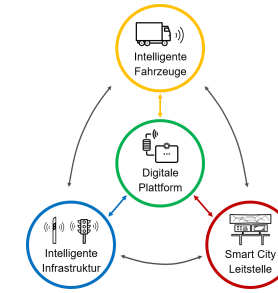 Intelligente
Fahrzeuge
Digitale
Plattform
Intelligente
Infrastruktur
Smart City
Leitstelle